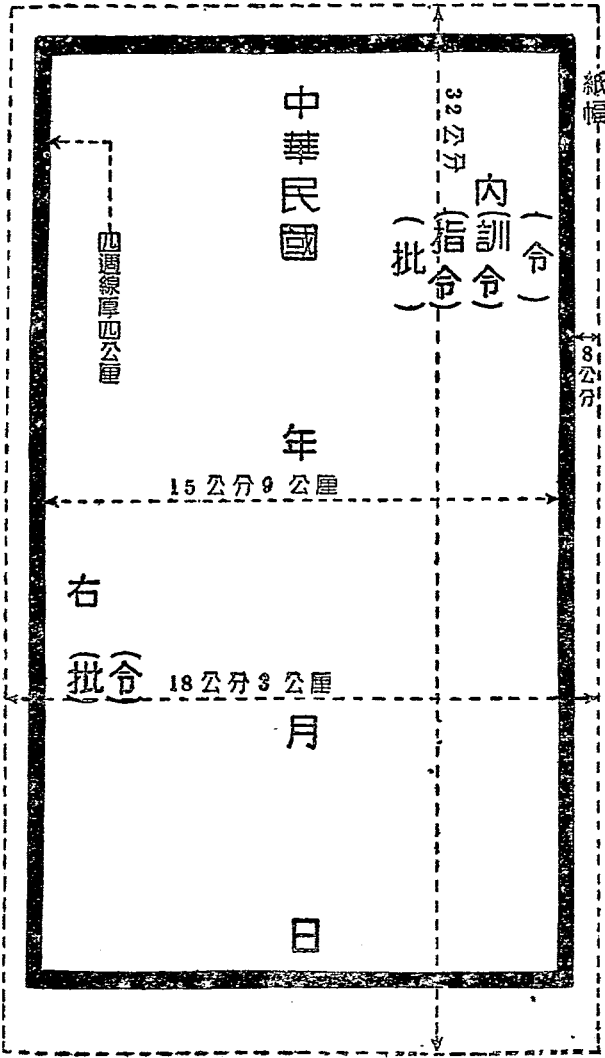 紙幅
8公分
(令)
內(訓令)
(指令)
(批)
32公分
中華民國 年 月 日
15公分9公厘
18公分3公厘
四週線厚四公厘
右
(令)
(批)